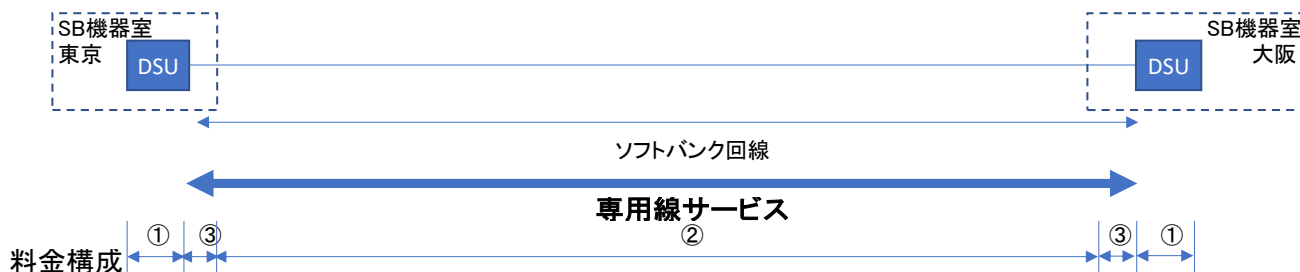 SB機器室
東京
DSU
SB機器室
大阪
DSU
ソフトバンク回線
専用線サービス
料金構成 ① ③ ② ③ ①